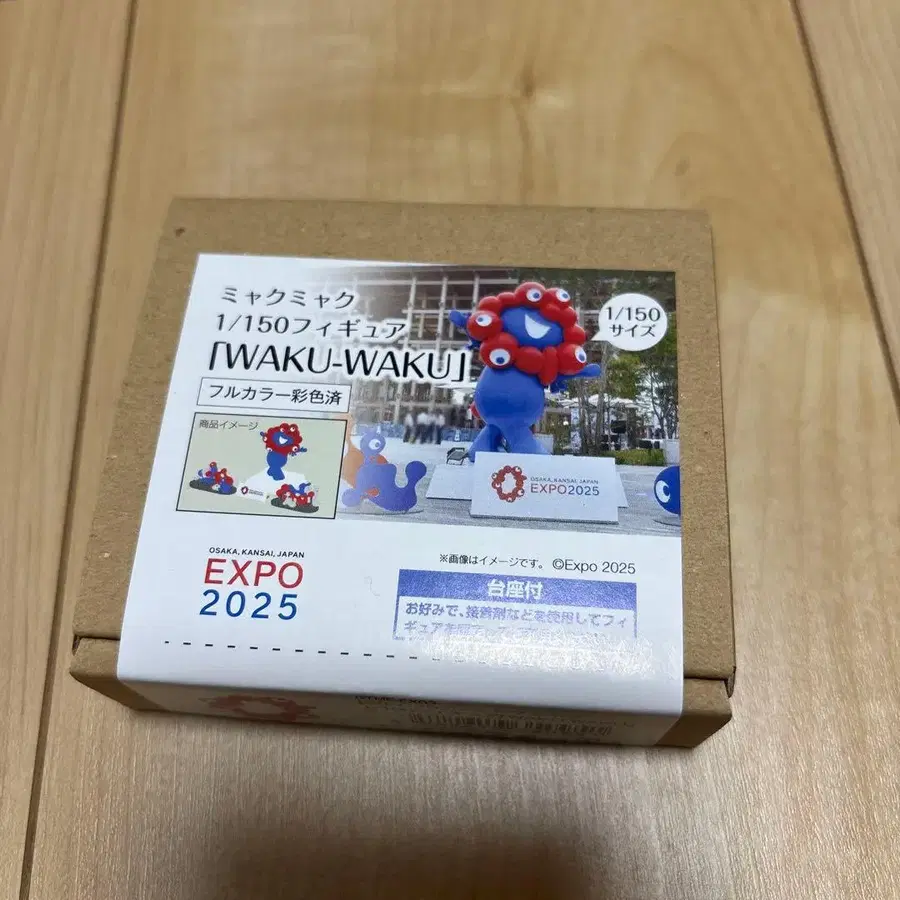 ミャクミャク
1/150フィギュア
「WAKU-WAKU」
フルカラー彩色済
1/150
サイズ
商品イメージ
OSAKA, KANSAI, JAPAN
EXPO2025
※画像はイメージです。 ©Expo 2025
OSAKA, KANSAI, JAPAN
EXPO
2025
台座付
お好みで、接着剤などを使用してフィ
ギュアを